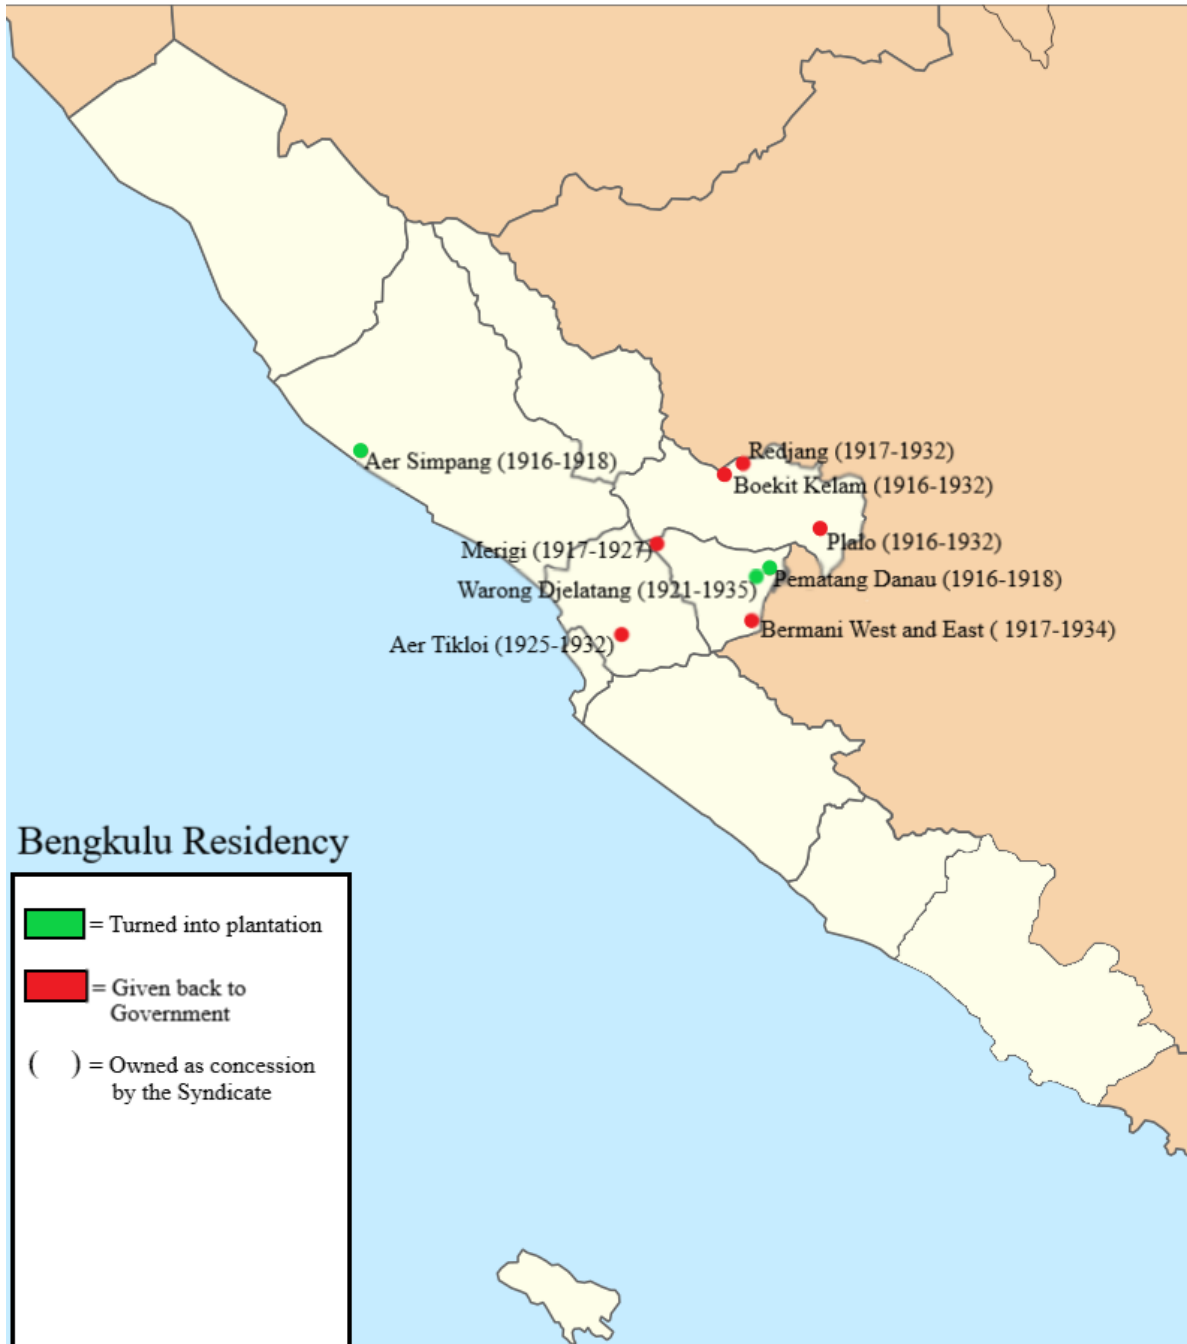 Redjang (1917-1932)
Aer Simpang (1916-1918)
Boekit Kelam (1916-1932)
Plalo (1916-1932)
Merigi (1917-1927)
Pematang Danau (1916-1918)
Warong Djelatang (1921-1935)
Bermani West and East ( 1917-1934)
Aer Tikloi (1925-1932)
Bengkulu Residency
= Turned into plantation
= Given back to
Government
( ) = Owned as concession
by the Syndicate